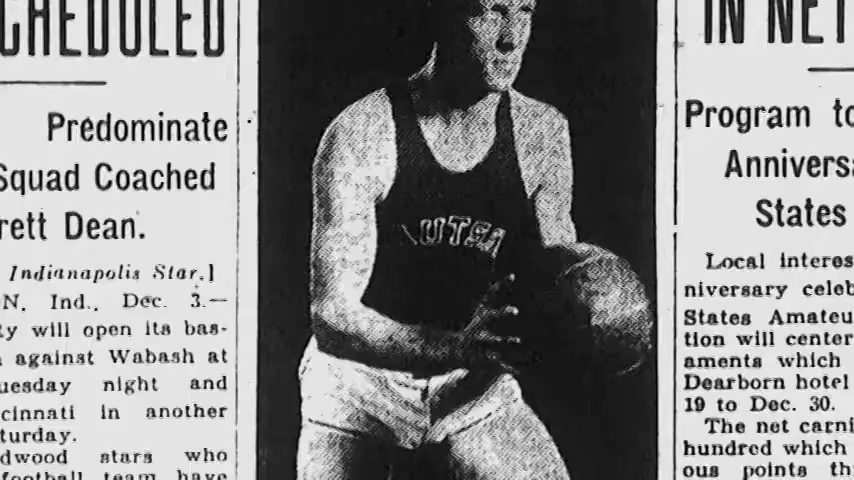 CHEDULED
Predominate
Squad Coached
rett Dean.
Indianapolis Star.]
N, Ind., Dec. 3.—
ty will open its bas-
against Wabash at
uesday night and
cinnati in another
turday.
dwood stars who
football team have
UTSA
IN NET
Program to
Annivers
States
Local interes
niversary celeb
States Amateu
tion will center
aments which
Dearborn hotel
19 to Dec. 30.
The net carni
hundred which
ous points th